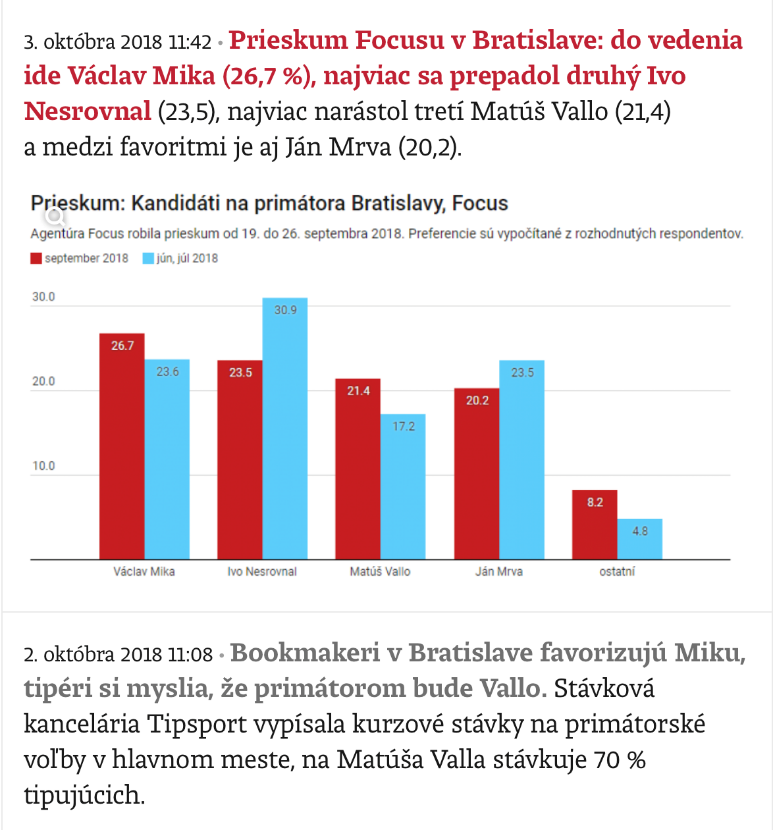 3. októbra 2018 11:42 • Prieskum Focusu v Bratislave: do vedenia
ide Václav Mika (26,7 %), najviac sa prepadol druhý Ivo
Nesrovnal (23,5), najviac narástol tretí Matúš Vallo (21,4)
a medzi favoritmi je aj Ján Mrva (20,2).
Prieskum: Kandidáti na primátora Bratislavy, Focus
Agentúra Focus robila prieskum od 19. do 26. septembra 2018. Preferencie sú vypočítané z rozhodnutých respondentov.
september 2018 jún, júl 2018
30.0
20.0
10.0
26.7 23.6 23.5 30.9 21.4 17.2 20.2 23.5 8.2 4.8
Václav Mika Ivo Nesrovnal Matúš Vallo Ján Mrva ostatní
2. októbra 2018 11:08 • Bookmakeri v Bratislave favorizujú Miku,
tipéri si myslia, že primátorom bude Vallo. Stávková
kancelária Tipsport vypísala kurzové stávky na primátorské
voľby v hlavnom meste, na Matúša Valla stávkuje 70 %
tipujúcich.